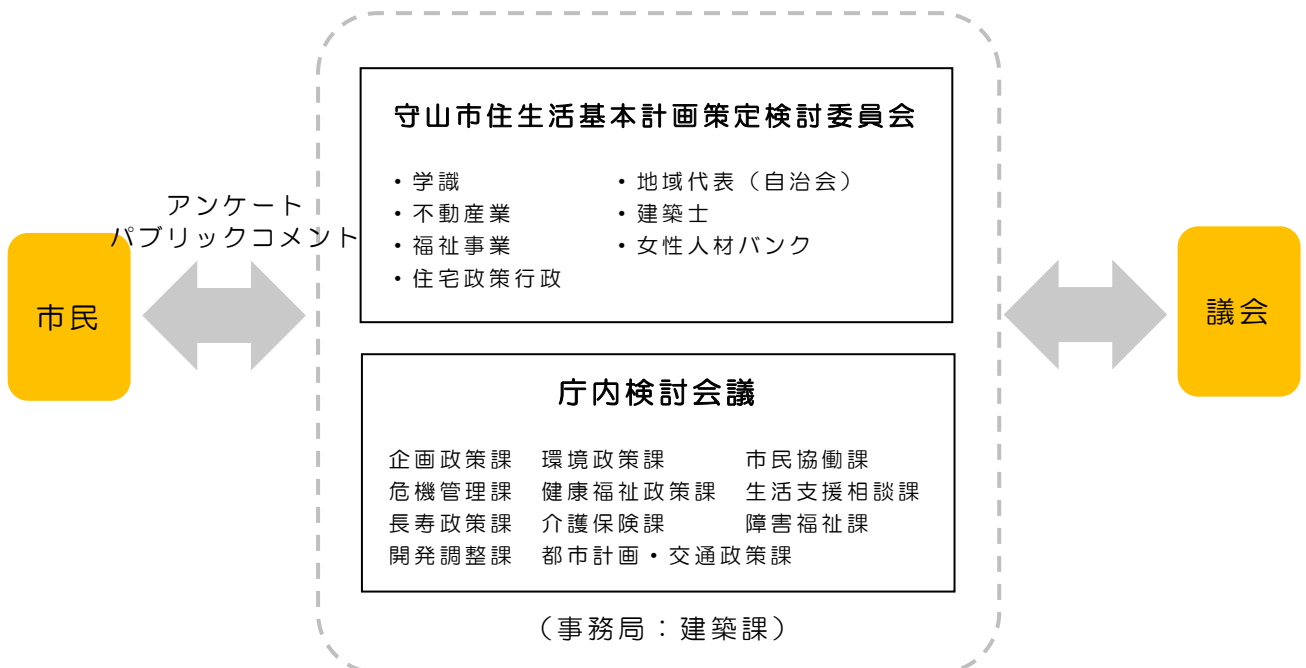 守山市住生活基本計画策定検討委員会
・学識 ・地域代表（自治会）
・不動産業 ・建築士
・福祉事業 ・女性人材バンク
・住宅政策行政
アンケート
パブリックコメント
市民
議会
庁内検討会議
企画政策課 環境政策課 市民協働課
危機管理課 健康福祉政策課 生活支援相談課
長寿政策課 介護保険課 障害福祉課
開発調整課 都市計画・交通政策課
（事務局：建築課）